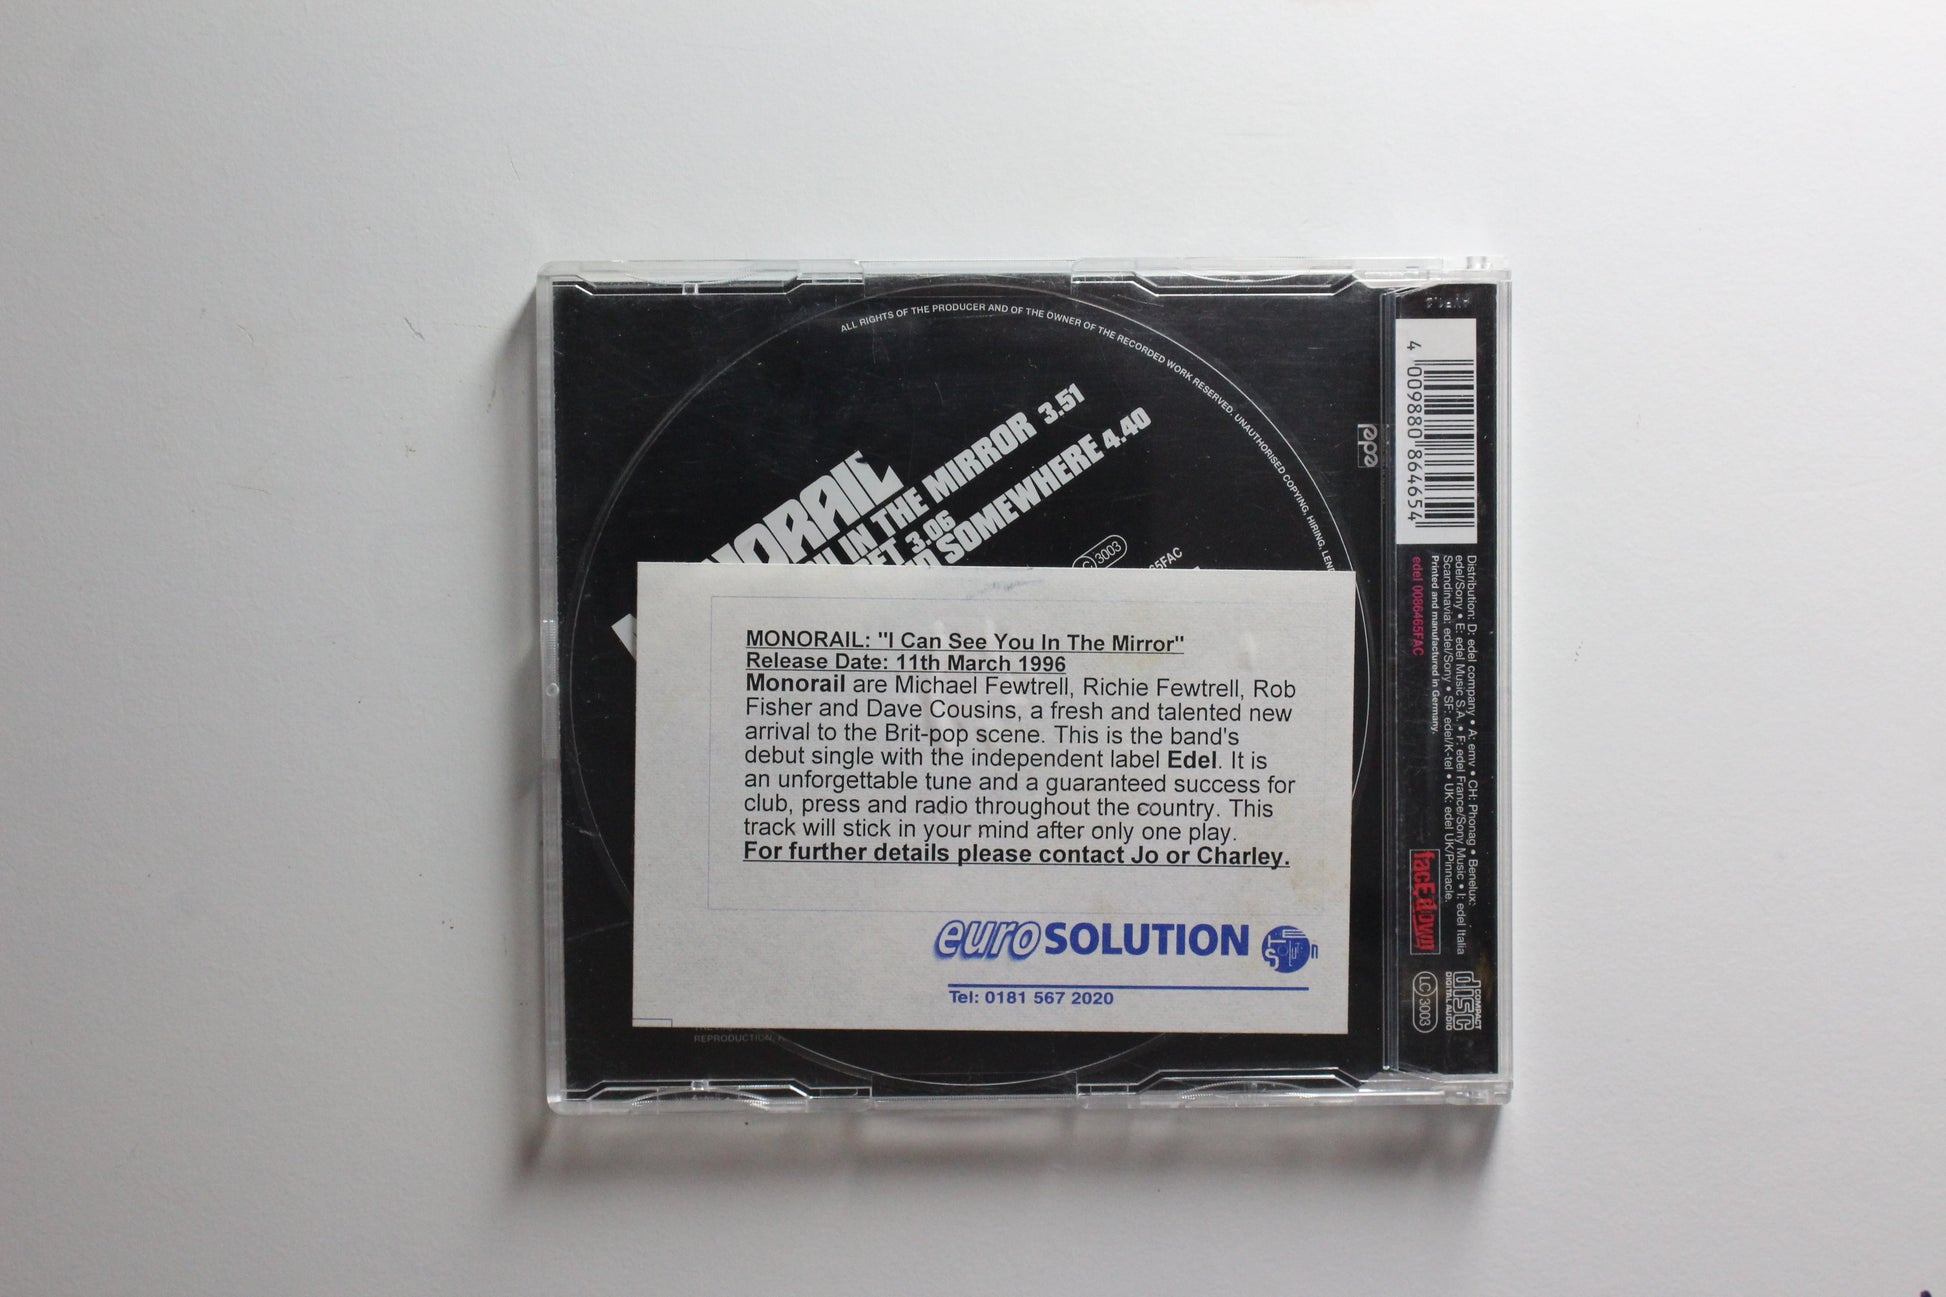 ALL RIGHTS OF THE PRODUCER AND OF THE OWNER OF THE RECORDED WORK RESERVED. UNAUTHORISED COPYING, HIRING,
IN THE MIRROR 3.51
3.06
SOMEWHERE 4.40
3003
65FAC
MONORAIL: "I Can See You In The Mirror"
Release Date: 11th March 1996
Monorail are Michael Fewtrell, Richie Fewtrell, Rob
Fisher and Dave Cousins, a fresh and talented new
arrival to the Brit-pop scene. This is the band's
debut single with the independent label Edel. It is
an unforgettable tune and a guaranteed success for
club, press and radio throughout the country. This
track will stick in your mind after only one play.
For further details please contact Jo or Charley.
euro SOLUTION
Tel: 0181 567 2020
REPRODUCTION,
4 009880 864654
Distribution: D: edel company • A: emv • CH: Phonag • Benelux:
edel/Sony • E: edel Music S.A. • F: edel France/Sony Music • I: edel Italia
Scandinavia: edel/Sony • SF: edel/K-tel • UK: edel UK/Pinnacle.
Printed and manufactured in Germany.
edel 0086465FAC
facEdown
COMPACT
disc
DIGITAL AUDIO
LC 3003